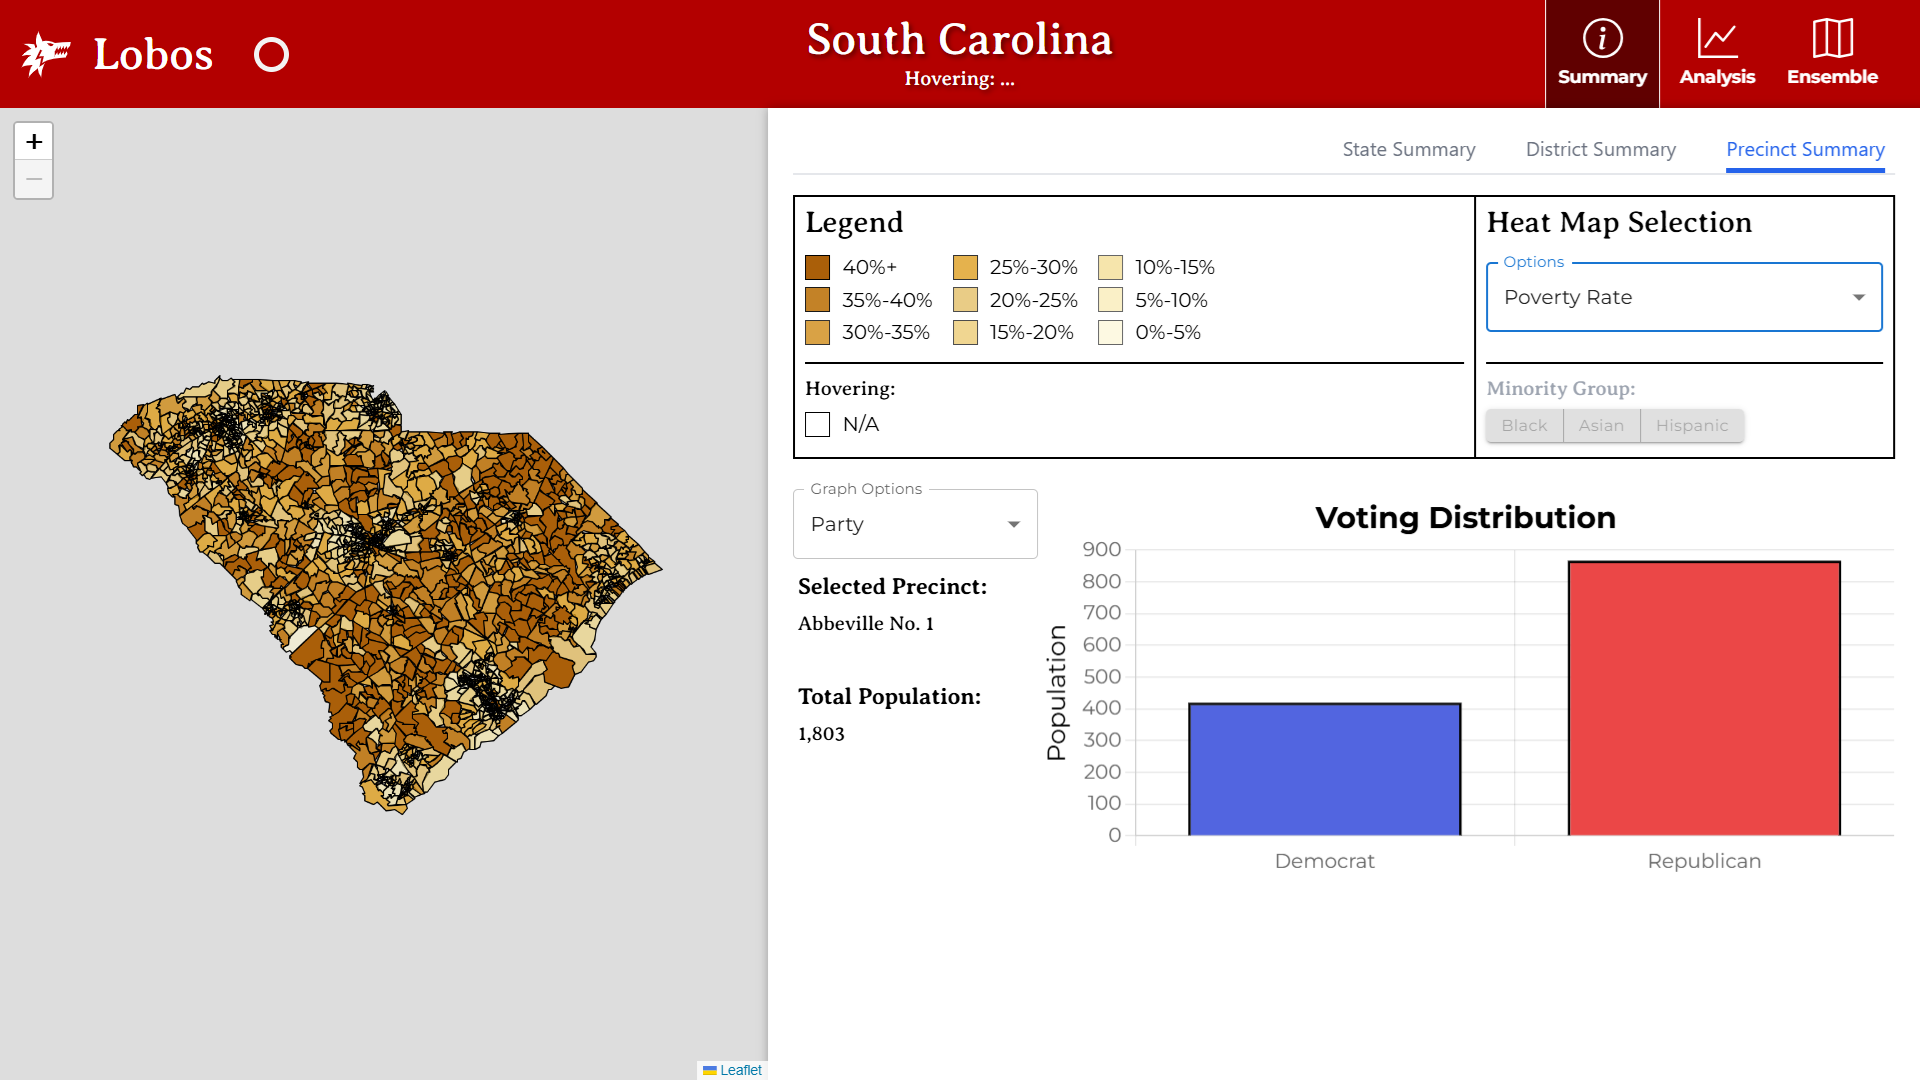 Lobos
South Carolina
Hovering: ...
Summary
Analysis
Ensemble
+
−
State Summary
District Summary
Precinct Summary
Legend
40%+
25%-30%
10%-15%
35%-40%
20%-25%
5%-10%
30%-35%
15%-20%
0%-5%
Hovering:
N/A
Heat Map Selection
Options
Poverty Rate
Minority Group:
Black
Asian
Hispanic
Graph Options
Party
Selected Precinct:
Abbeville No. 1
Total Population:
1,803
Voting Distribution
Population
900
800
700
600
500
400
300
200
100
0
Democrat
Republican
Leaflet